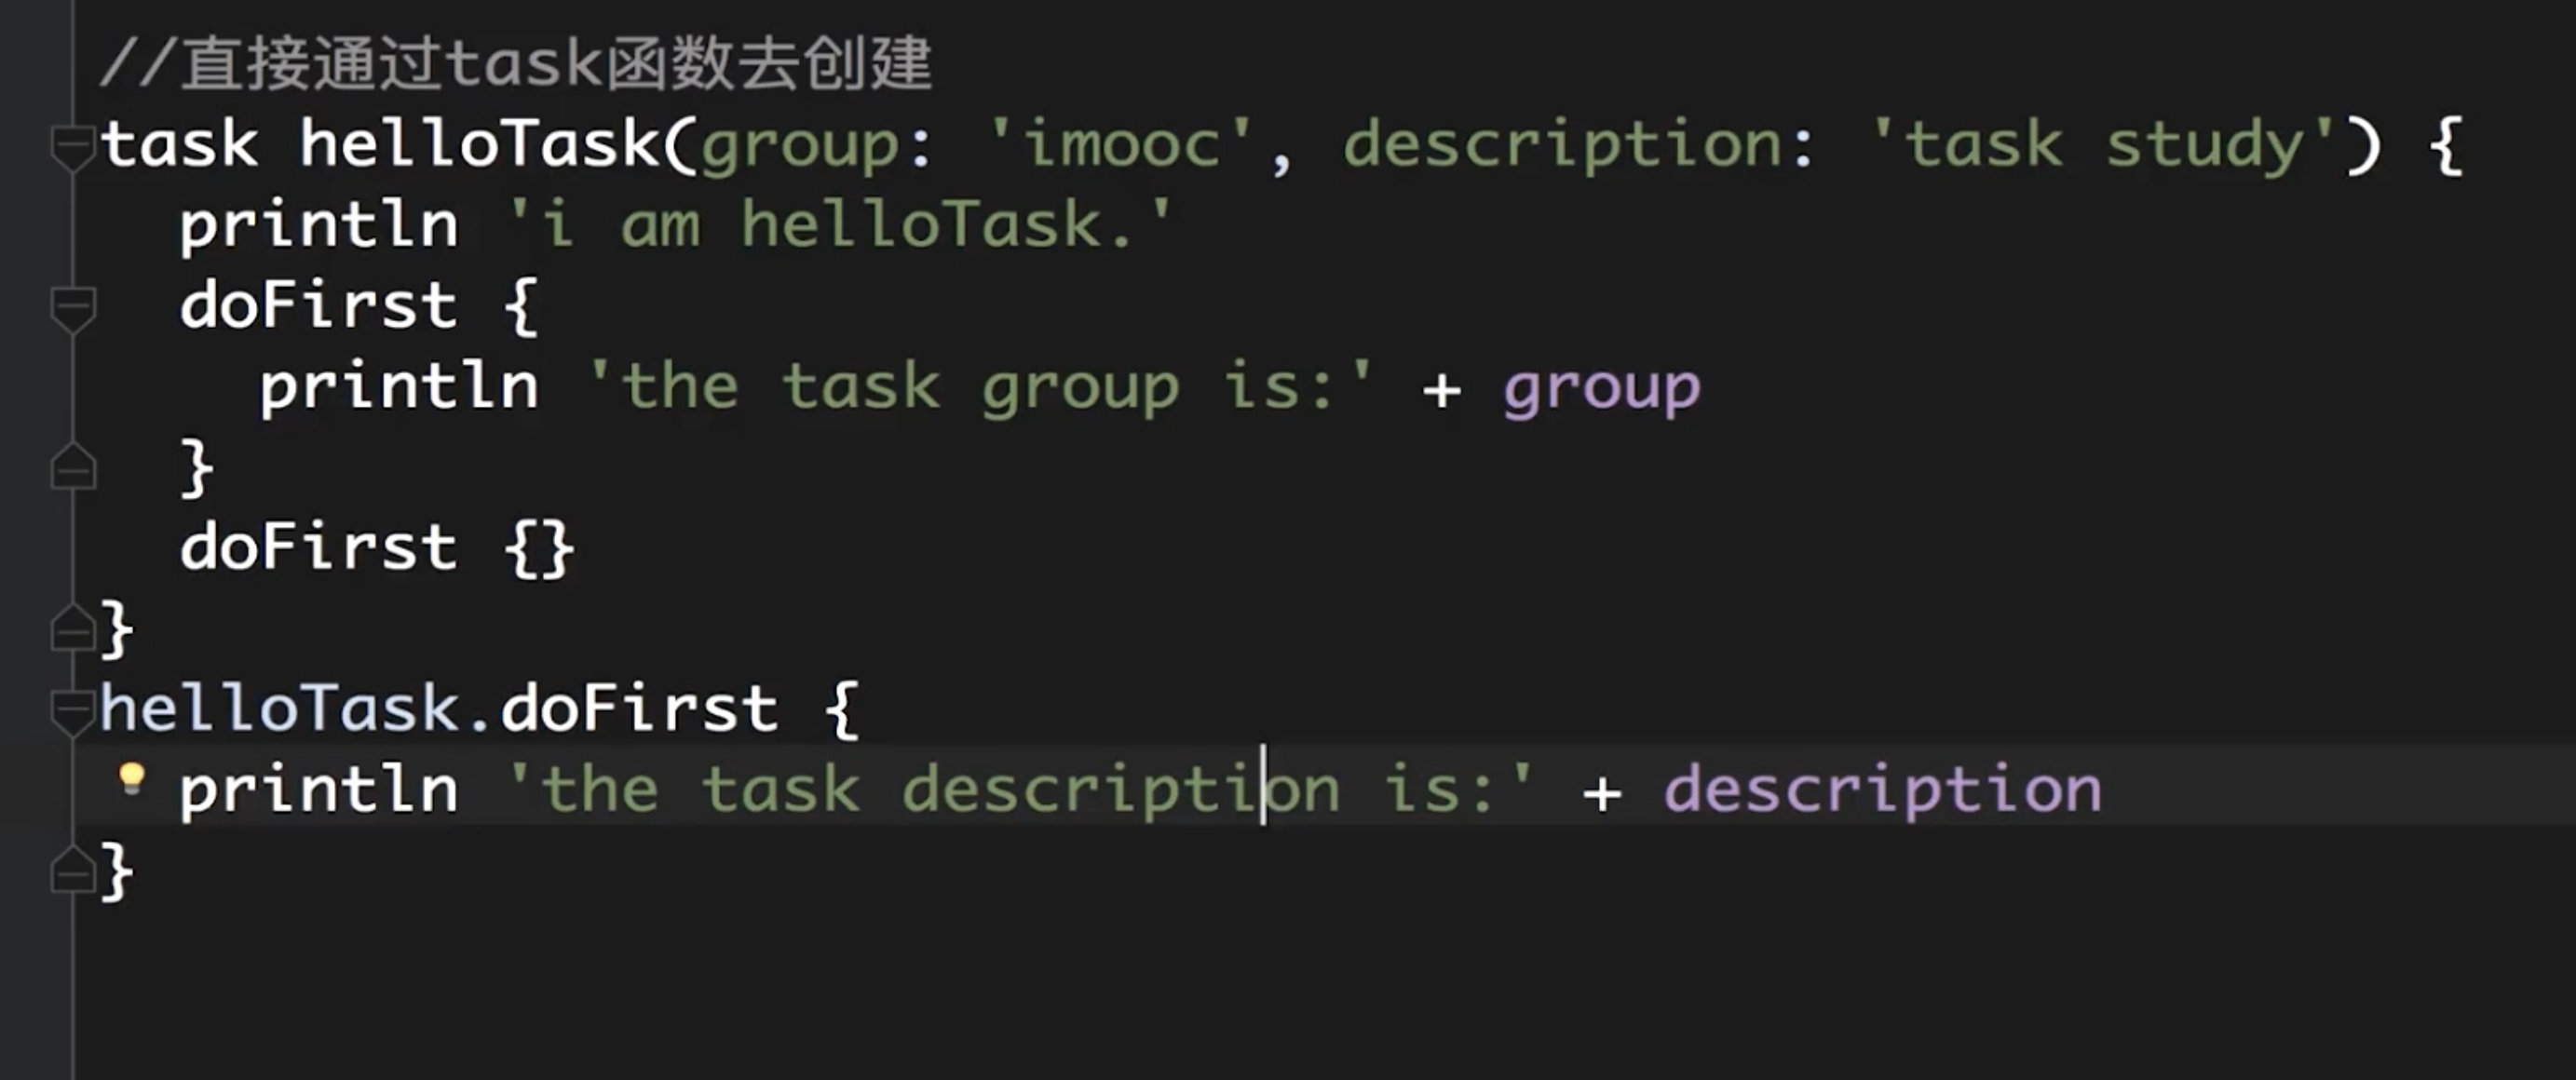 //直接通过task函数去创建
task helloTask(group: 'imooc', description: 'task study') {
  println 'i am helloTask.'
  doFirst {
    println 'the task group is:' + group
  }
  doFirst {}
}
helloTask.doFirst {
  println 'the task description is:' + description
}